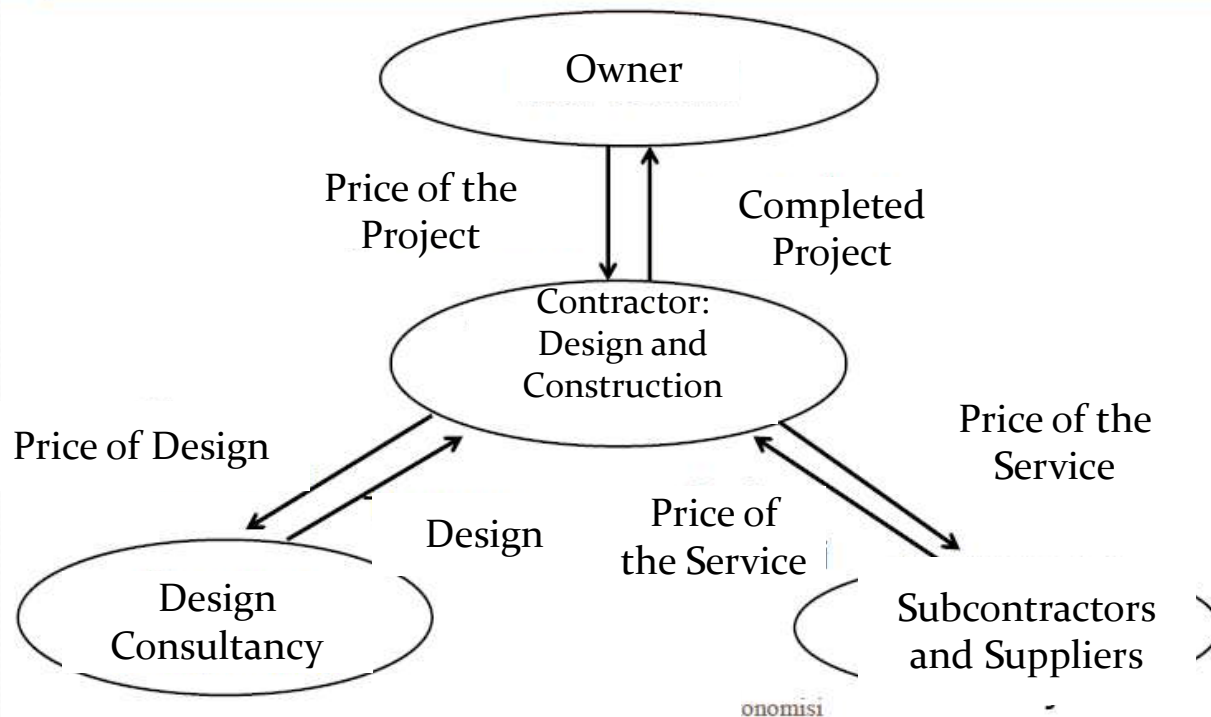 Owner
Price of the
Project
Completed
Project
Contractor:
Design and
Construction
Price of Design
Design
Price of
the Service
Price of the
Service
Design
Consultancy
Subcontractors
and Suppliers
onomisi